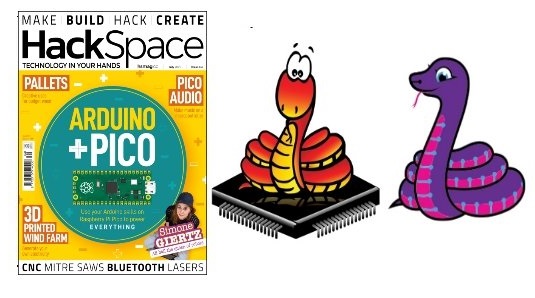 MAKE BUILD HACK CREATE
HackSpace
TECHNOLOGY IN YOUR HANDS
PALLETS
PICO
AUDIO
ARDUINO
+PICO
Use your Arduino skills on
Raspberry Pi Pico to power
EVERYTHING
3D
PRINTED
WIND FARM
Simone
GIERTZ
CNC MITRE SAWS BLUETOOTH LASERS